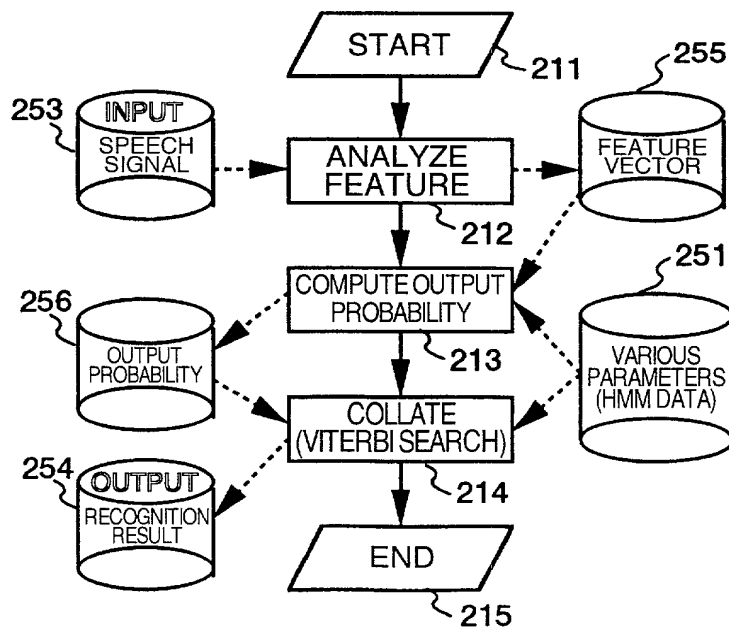 START
211
255
253
INPUT
SPEECH
SIGNAL
ANALYZE
FEATURE
FEATURE
VECTOR
212
251
COMPUTE OUTPUT
PROBABILITY
256
213
OUTPUT
PROBABILITY
VARIOUS
PARAMETERS
(HMM DATA)
COLLATE
(VITERBI SEARCH)
254
OUTPUT
214
RECOGNITION
RESULT
END
215